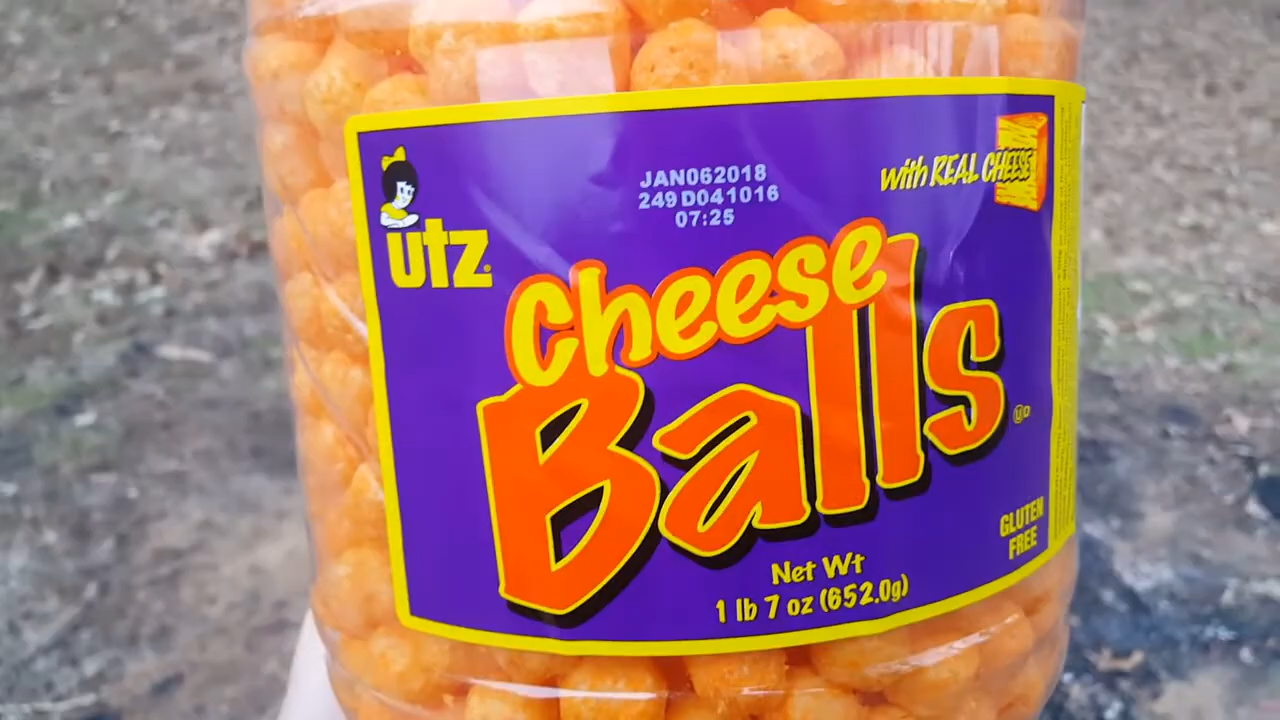 JAN062018
249 D041016
07:25
with REAL CHEESE
utz
Cheese
Balls
UD
GLUTEN
FREE
Net Wt
1 lb 7 oz (652.0g)